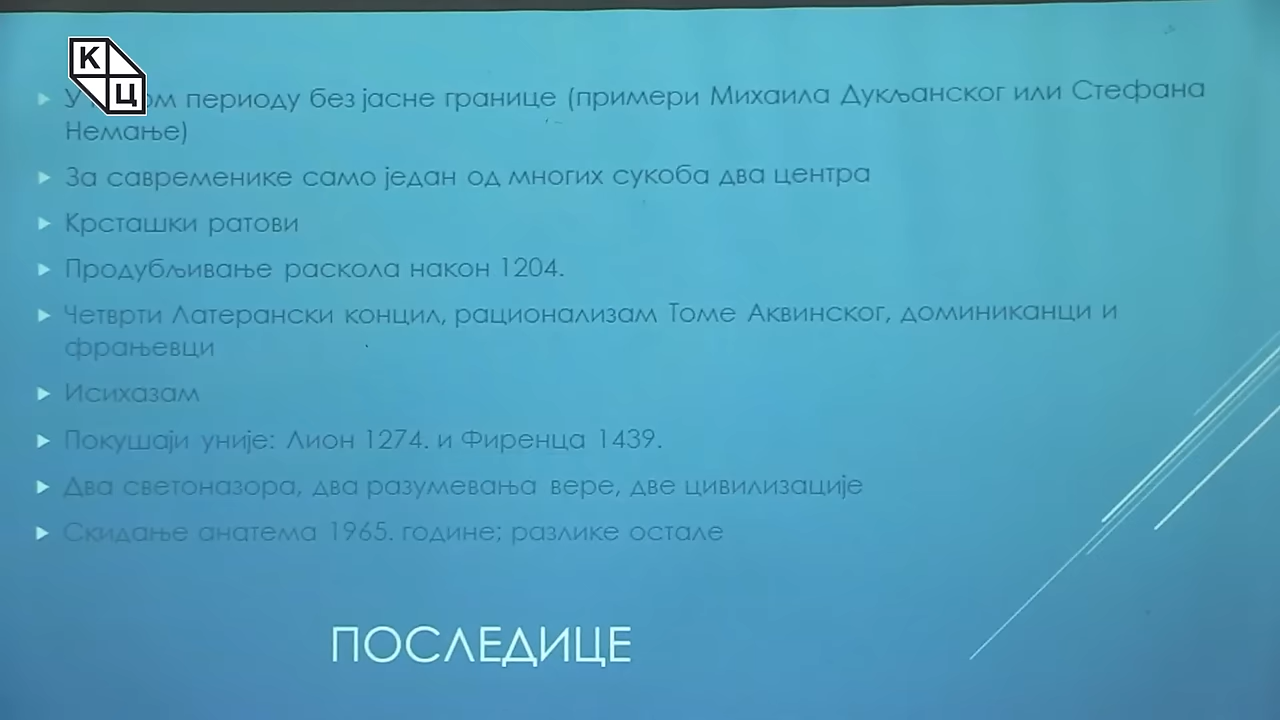 КЦ
У периоду без јасне границе (примери Михаила Дукљанског или Стефана
Немање)
За савременике само један од многих сукоба два центра
Крсташки ратови
Продубљивање раскола након 1204.
Четврти Латерански концил, рационализам Томе Аквинског, доминиканци и
фрањевци
Исихазам
Покушаји уније: Лион 1274. и Фиренца 1439.
Два светоназора, два разумевања вере, две цивилизације
Скидање анатема 1965. године; разлике остале
ПОСЛЕДИЦЕ